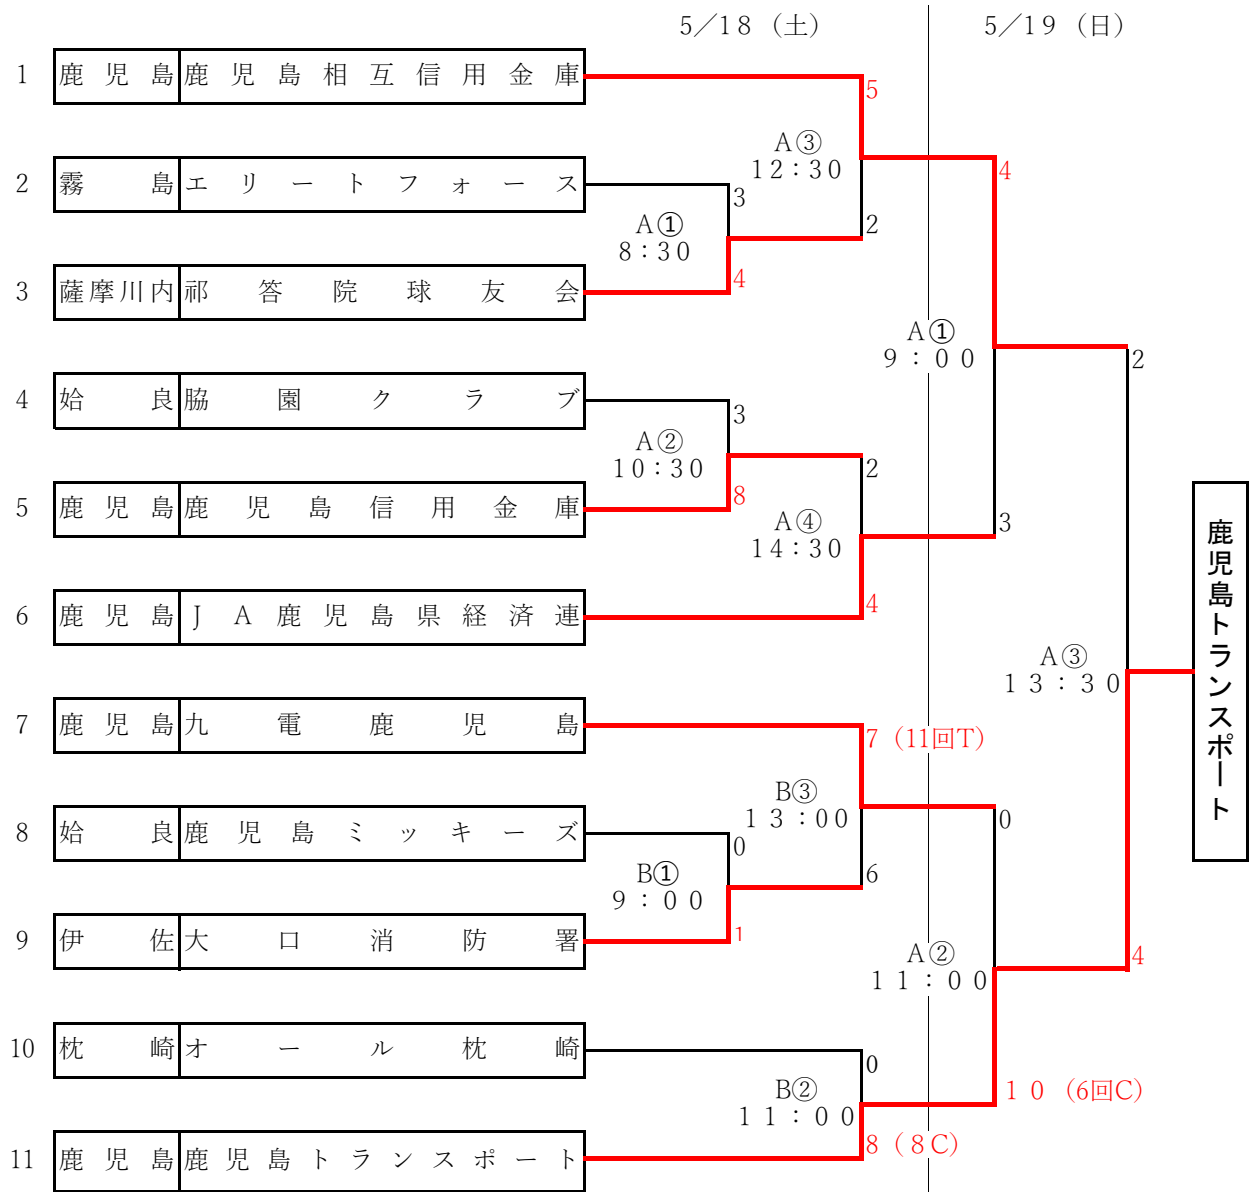 5／18（土）
5／19（日）
1 鹿児島 鹿児島相互信用金庫
5
A③
12：30
4
2 霧島 エリートフォース
3
2
A①
8：30
3 薩摩川内 祁答院球友会
4
A①
9：00
2
4 姶良 脇園クラブ
3
A②
10：30
2
5 鹿児島 鹿児島信用金庫
8
A④
14：30
3
6 鹿児島 JA鹿児島県経済連
4
A③
13：30
鹿児島トランスポート
7 鹿児島 九電鹿児島
7（11回T）
B③
13：00
0
8 姶良 鹿児島ミッキーズ
0
6
B①
9：00
9 伊佐 大口消防署
1
A②
11：00
4
10 枕崎 オール枕崎
0
B②
11：00
10（6回C）
11 鹿児島 鹿児島トランスポート
8（8C）